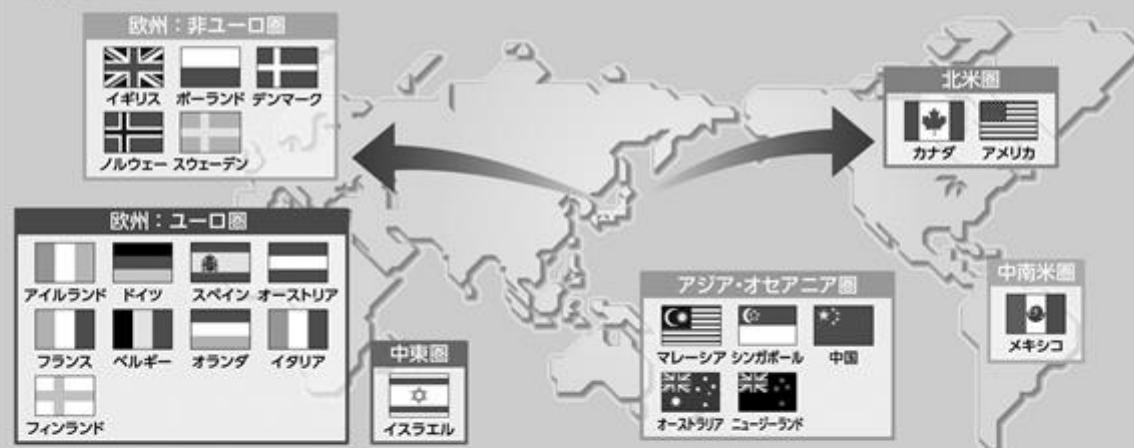 欧州：非ユーロ圏
イギリス ポーランド デンマーク
ノルウェー スウェーデン
北米圏
カナダ アメリカ
欧州：ユーロ圏
アイルランド ドイツ スペイン オーストリア
フランス ベルギー オランダ イタリア
フィンランド
中東圏
イスラエル
アジア・オセアニア圏
マレーシア シンガポール 中国
オーストラリア ニュージーランド
中南米圏
メキシコ